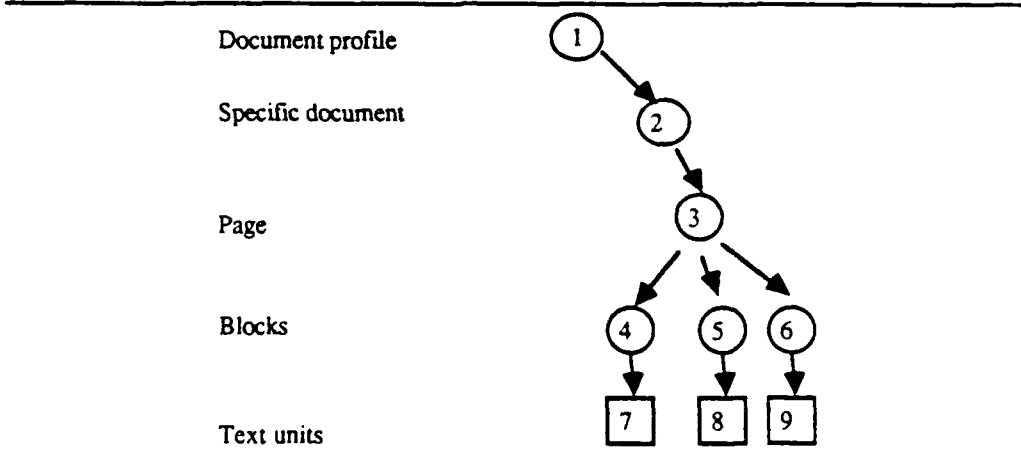 Document profile 1
Specific document 2
Page 3
Blocks 4 5 6
Text units 7 8 9